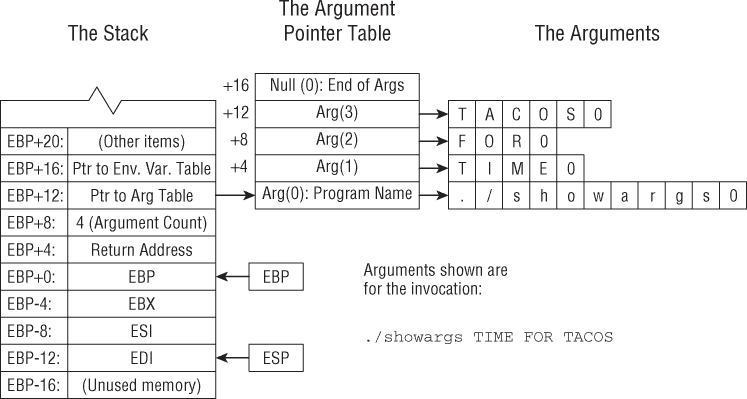 The Stack
The Argument
Pointer Table
The Arguments
+16 Null (0): End of Args
+12 Arg(3) T A C O S 0
EBP+20: (Other items) +8 Arg(2) F O R 0
EBP+16: Ptr to Env. Var. Table +4 Arg(1) T I M E 0
EBP+12: Ptr to Arg Table Arg(0): Program Name . / s h o w a r g s 0
EBP+8: 4 (Argument Count)
EBP+4: Return Address
EBP+0: EBP EBP
EBP-4: EBX
EBP-8: ESI
EBP-12: EDI ESP
EBP-16: (Unused memory)
Arguments shown are
for the invocation:
./showargs TIME FOR TACOS